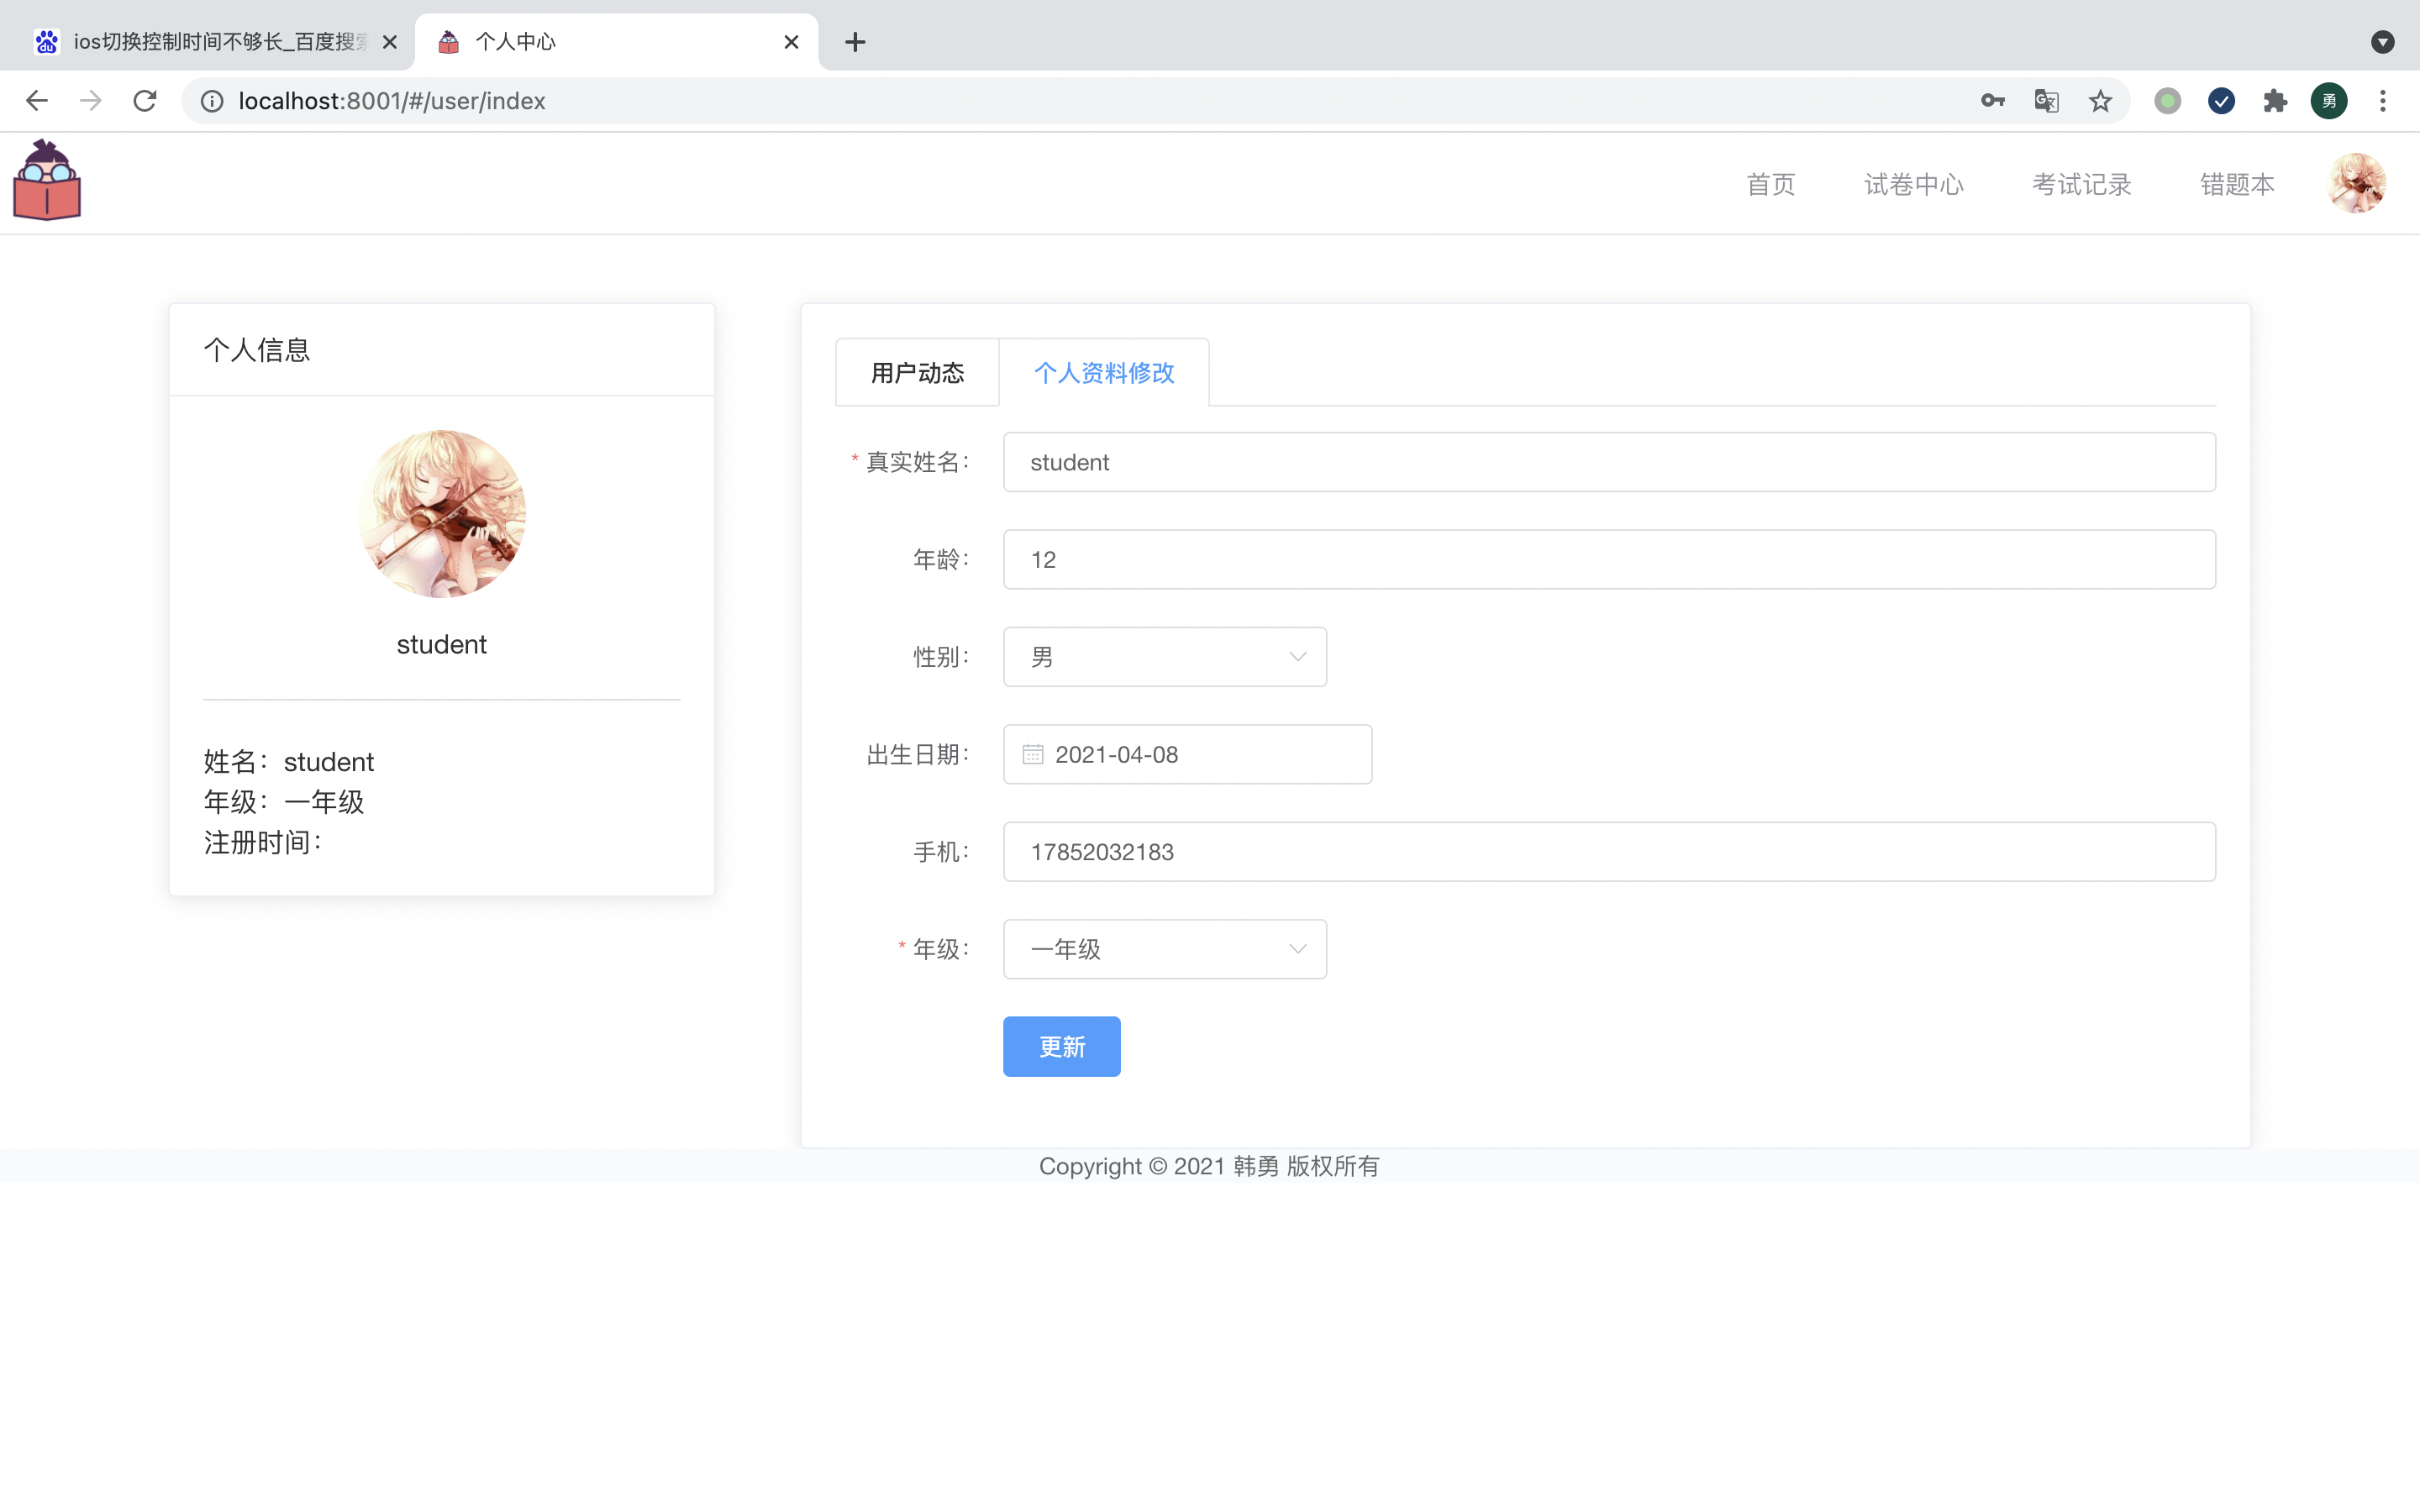 ios切换控制时间不够长_百度搜索
个人中心
localhost:8001/#/user/index
勇
首页 试卷中心 考试记录 错题本
个人信息
student
姓名：student
年级：一年级
注册时间：
用户动态 个人资料修改
* 真实姓名： student
年龄： 12
性别： 男
出生日期： 2021-04-08
手机： 17852032183
* 年级： 一年级
更新
Copyright © 2021 韩勇 版权所有